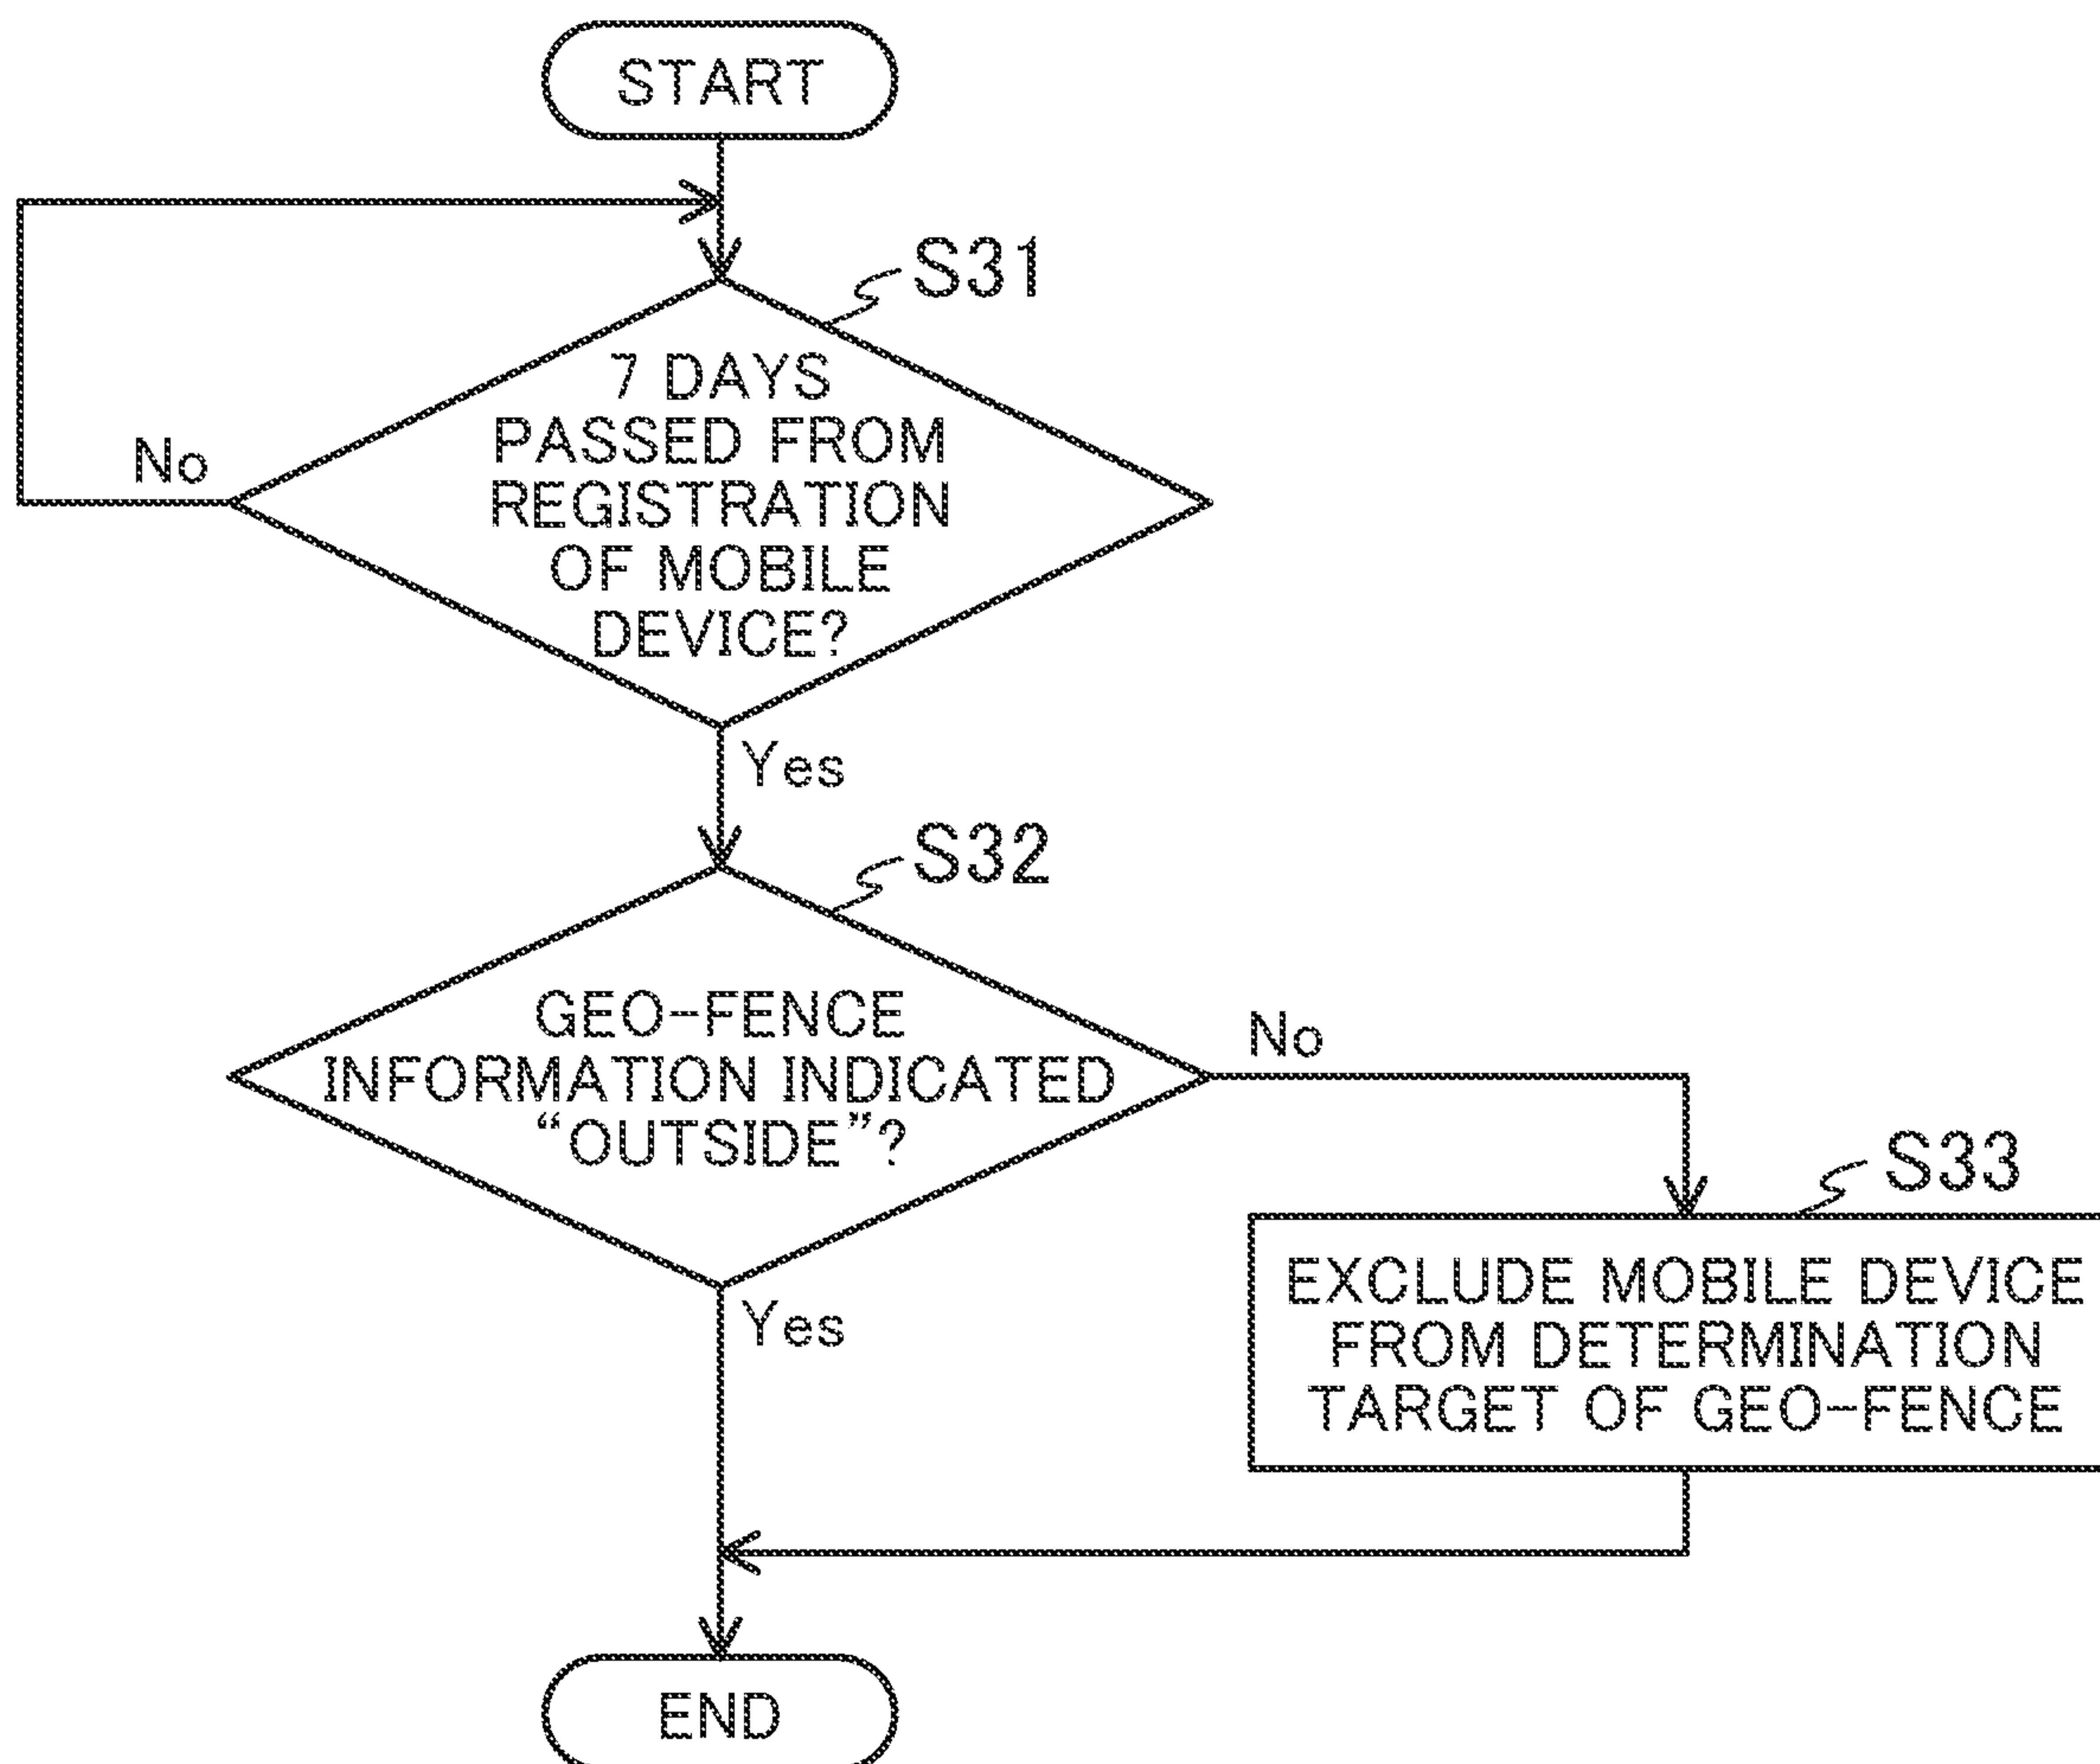 START
S31
7 DAYS
PASSED FROM
REGISTRATION
OF MOBILE
DEVICE?
No
Yes
S32
GEO-FENCE
INFORMATION INDICATED
“OUTSIDE”?
No
Yes
S33
EXCLUDE MOBILE DEVICE
FROM DETERMINATION
TARGET OF GEO-FENCE
END